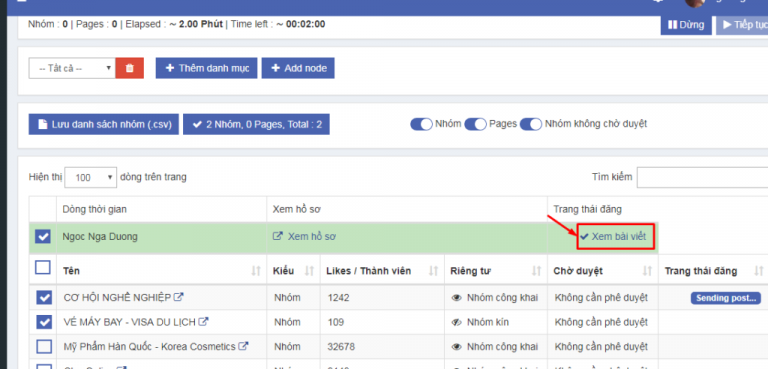 Nhóm : 0 | Pages : 0 | Elapsed : ~ 2.00 Phút | Time left : ~ 00:02:00
Dừng
Tiếp tục
-- Tất cả --
Thêm danh mục
Add node
Lưu danh sách nhóm (.csv)
2 Nhóm, 0 Pages, Total : 2
Nhóm
Pages
Nhóm không chờ duyệt
Hiện thị 100 dòng trên trang
Tìm kiếm
Dòng thời gian Xem hồ sơ Trang thái đăng
Ngoc Nga Duong Xem hồ sơ Xem bài viết
Tên Kiểu Likes / Thành viên Riêng tư Chờ duyệt Trạng thái đăng
CƠ HỘI NGHỀ NGHIỆP Nhóm 1242 Nhóm công khai Không cần phê duyệt Sending post...
VÉ MÁY BAY - VISA DU LỊCH Nhóm 109 Nhóm kín Không cần phê duyệt
Mỹ Phẩm Hàn Quốc - Korea Cosmetics Nhóm 32678 Nhóm công khai Không cần phê duyệt